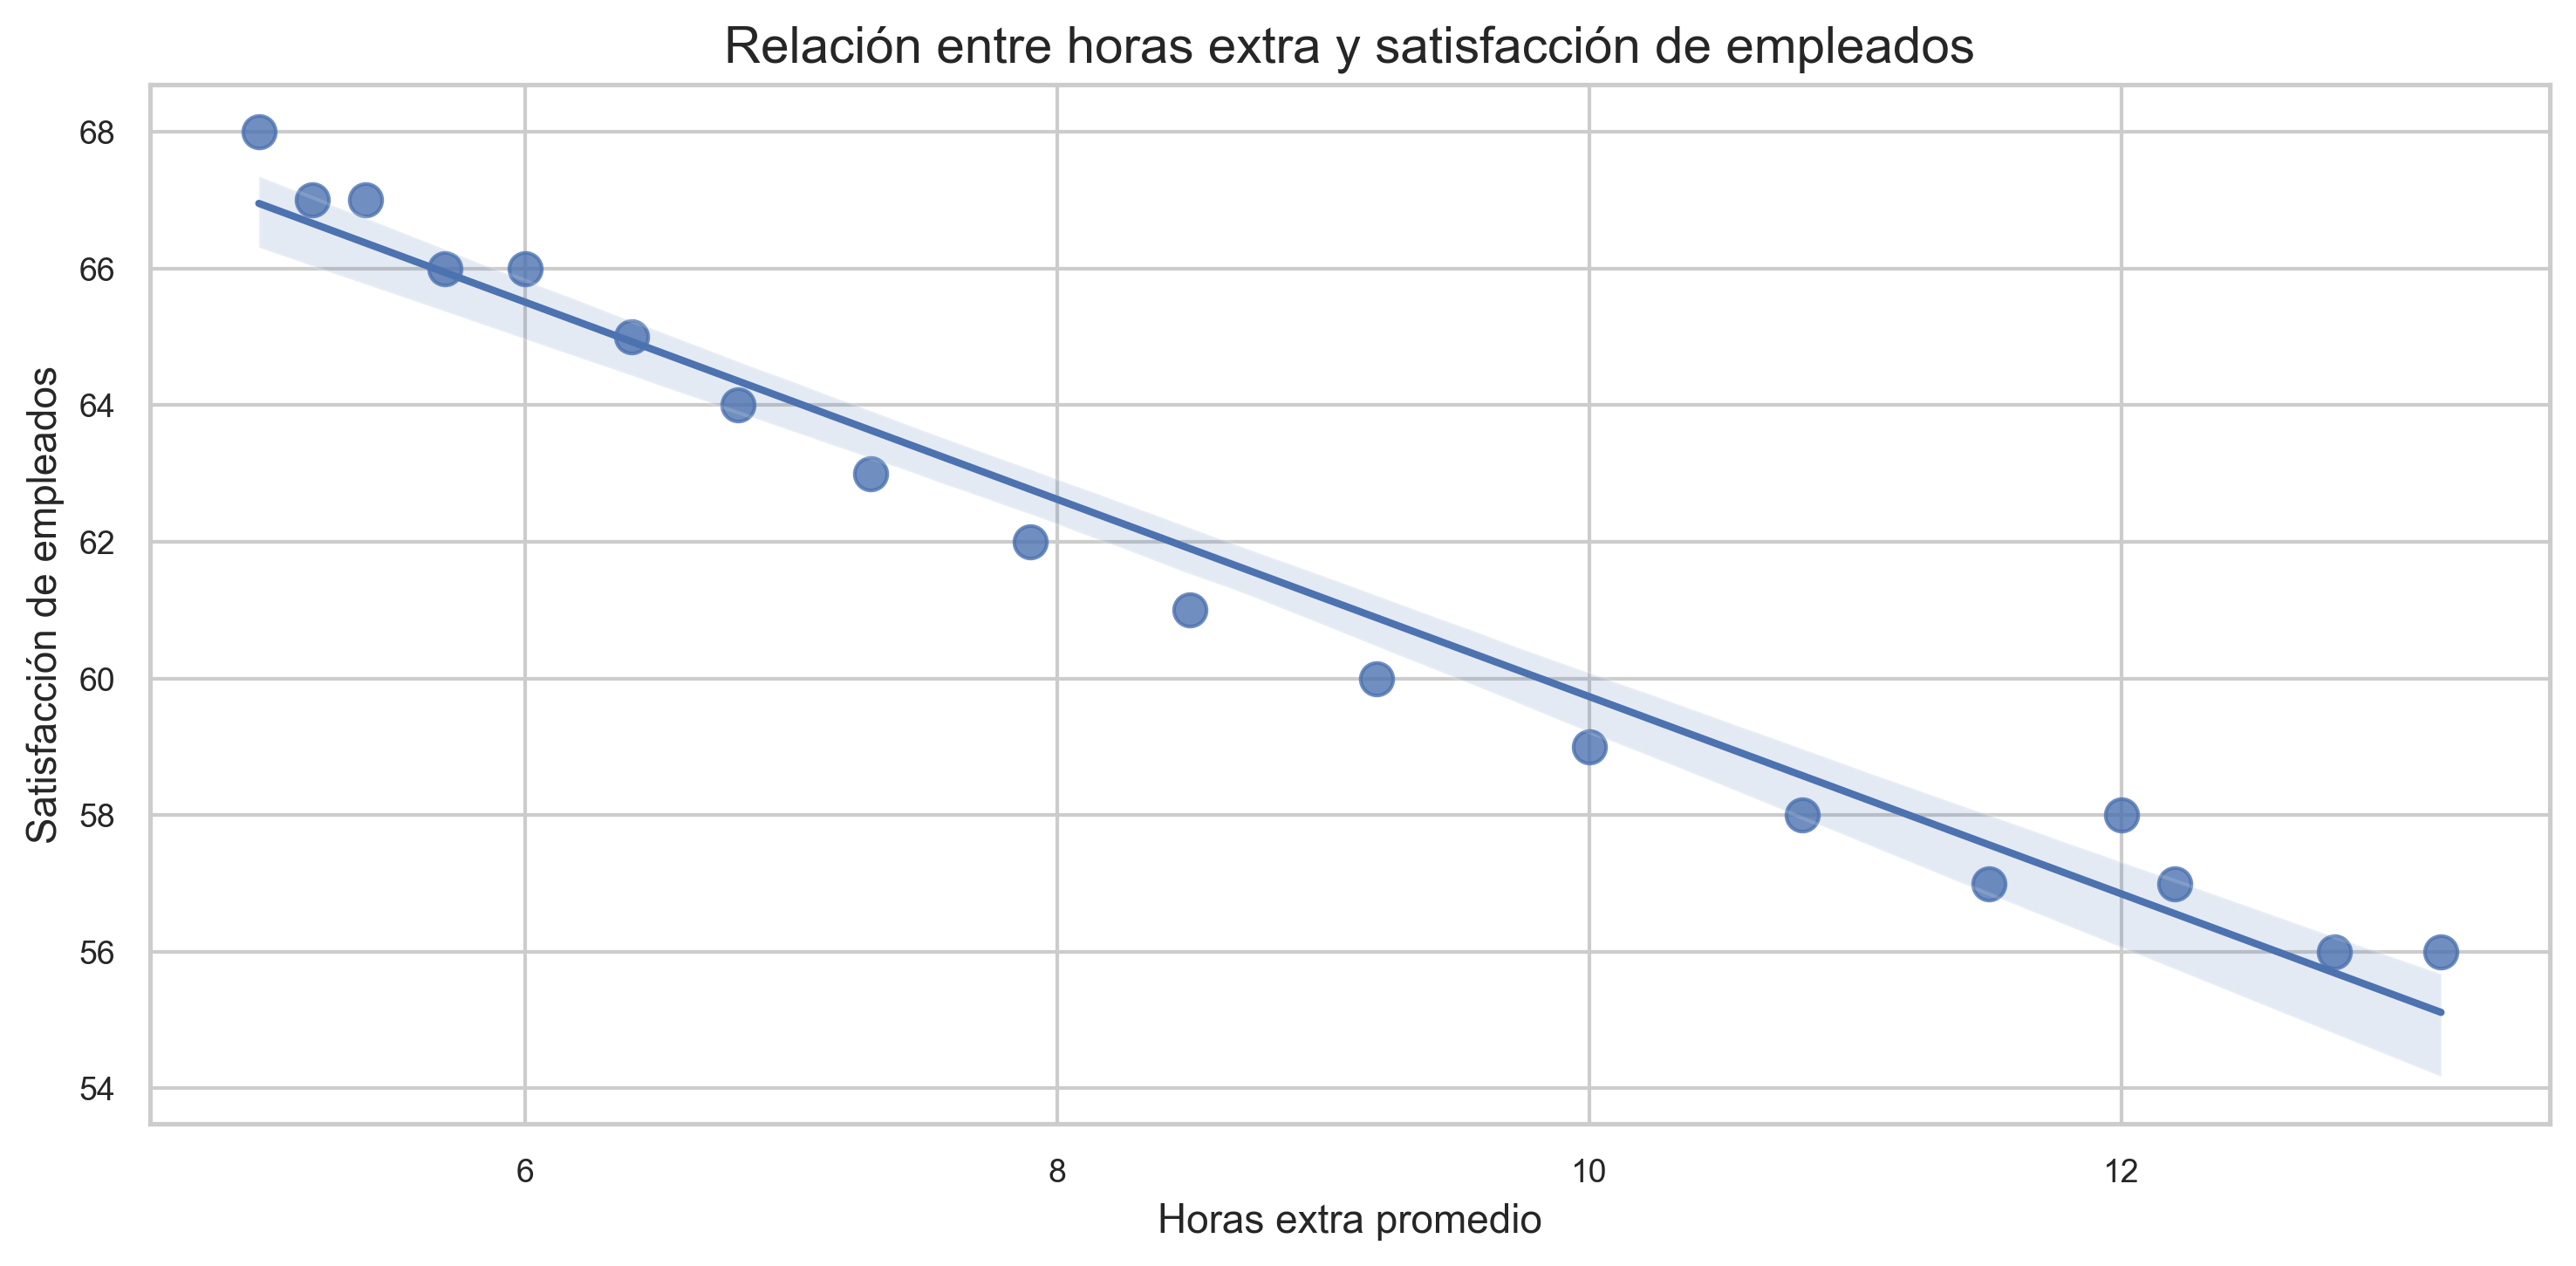 Relación entre horas extra y satisfacción de empleados
Satisfacción de empleados
68
66
64
62
60
58
56
54
6 8 10 12
Horas extra promedio